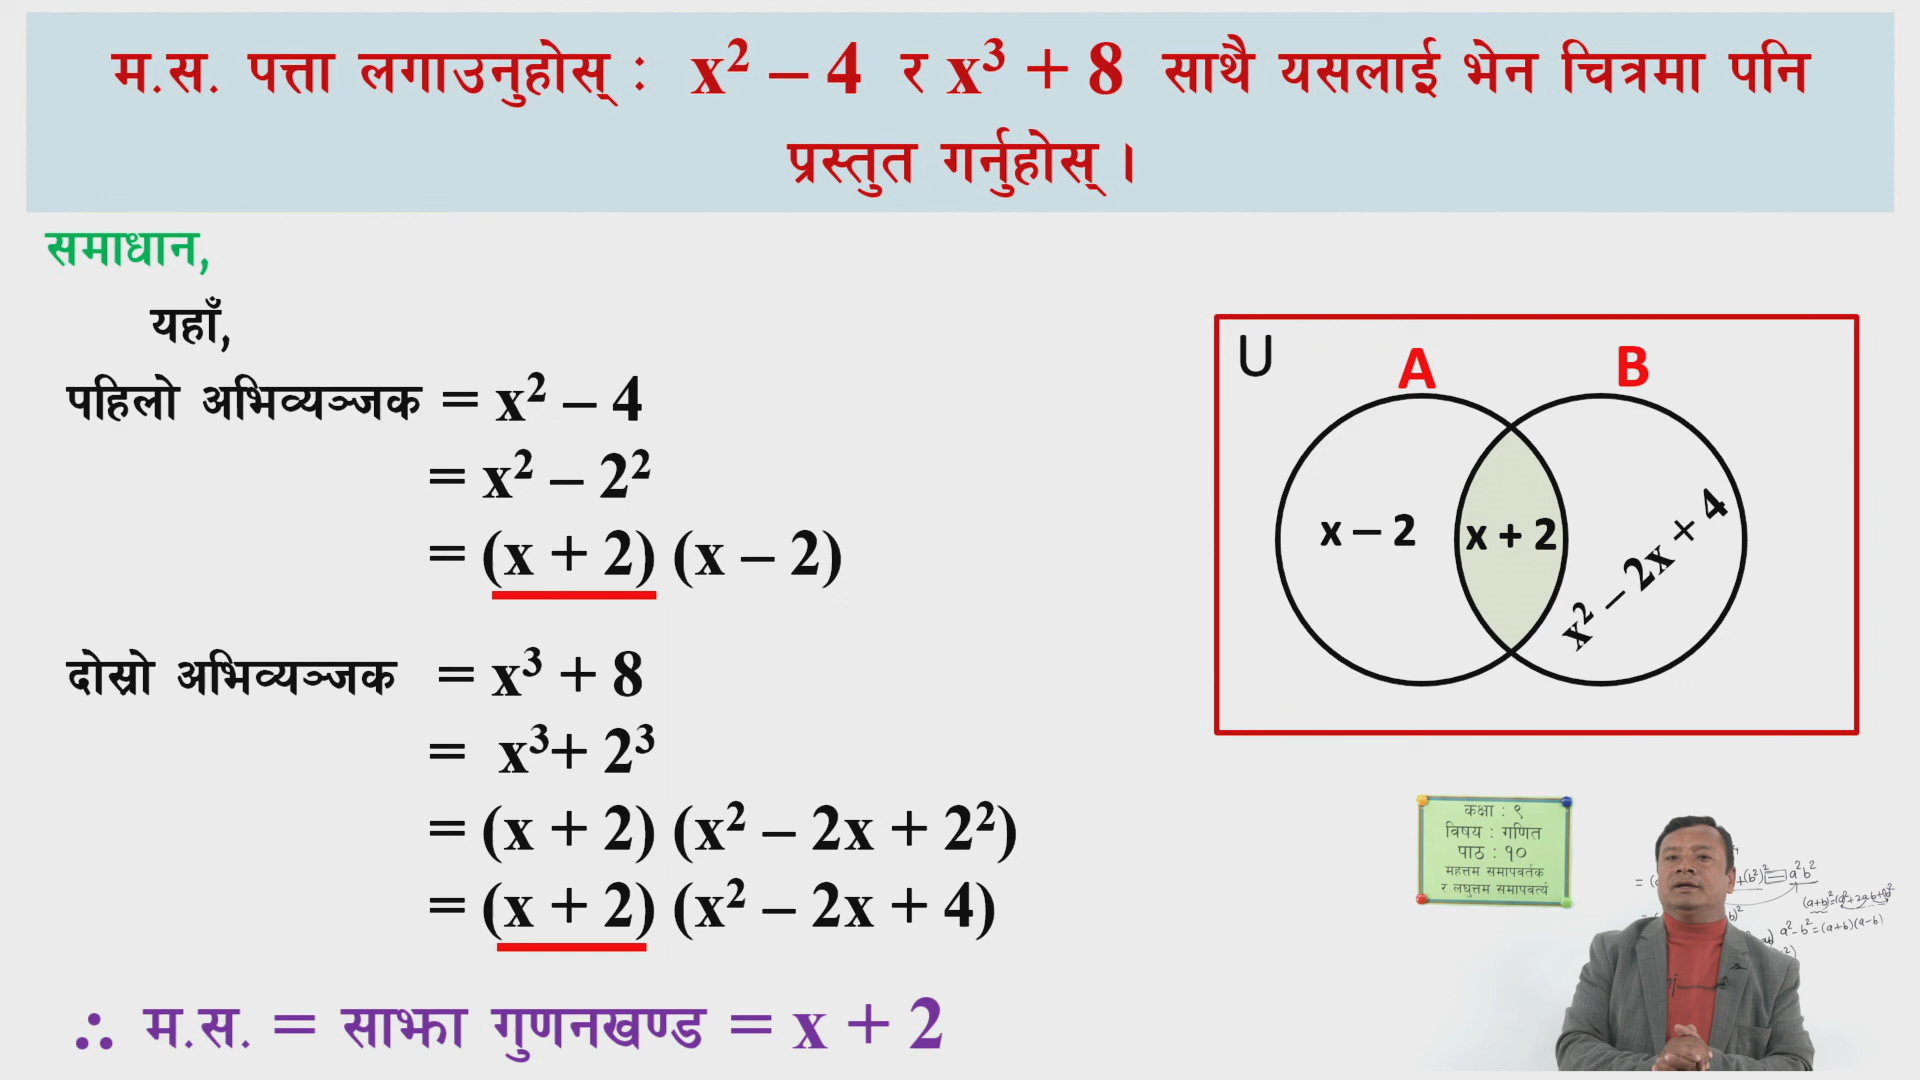 म.स. पत्ता लगाउनुहोस् : x² – 4 र x³ + 8 साथै यसलाई भेन चित्रमा पनि
प्रस्तुत गर्नुहोस् ।
समाधान,
यहाँ,
पहिलो अभिव्यञ्जक = x² – 4
= x² – 2²
= (x + 2) (x – 2)
दोस्रो अभिव्यञ्जक = x³ + 8
= x³+ 2³
= (x + 2) (x² – 2x + 2²)
= (x + 2) (x² – 2x + 4)
∴ म.स. = साझा गुणनखण्ड = x + 2
U
A
B
x – 2
x + 2
x² – 2x + 4
कक्षा : ९
विषय : गणित
पाठ : १०
महत्तम समापवर्तक
र लघुत्तम समापवर्त्य
a²b²
a²-b²=(a+b)(a-b)